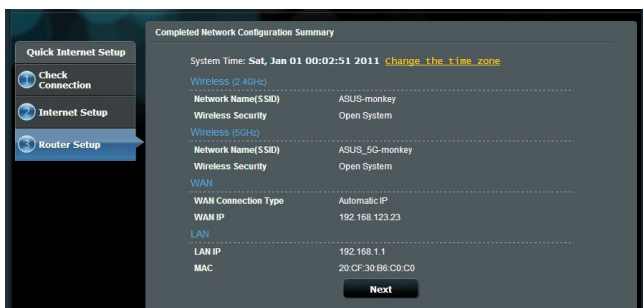 Completed Network Configuration Summary
Quick Internet Setup
1 Check Connection
2 Internet Setup
3 Router Setup
System Time: Sat, Jan 01 00:02:51 2011 Change the time zone
Wireless (2.4GHz)
Network Name(SSID) ASUS-monkey
Wireless Security Open System
Wireless (5GHz)
Network Name(SSID) ASUS_5G-monkey
Wireless Security Open System
WAN
WAN Connection Type Automatic IP
WAN IP 192.168.123.23
LAN
LAN IP 192.168.1.1
MAC 20:CF:30:B6:C0:C0
Next